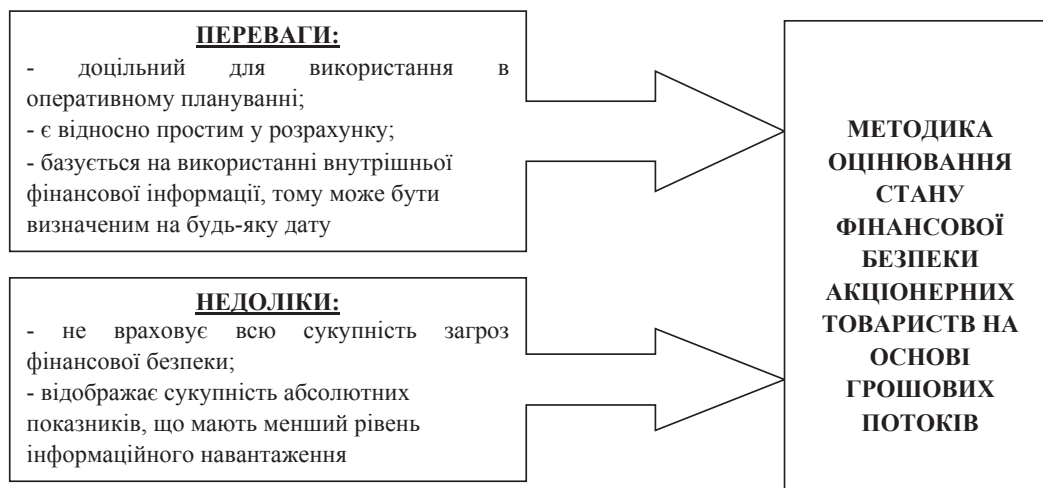 ПЕРЕВАГИ:
- доцільний для використання в
оперативному плануванні;
- є відносно простим у розрахунку;
- базується на використанні внутрішньої
фінансової інформації, тому може бути
визначеним на будь-яку дату
НЕДОЛІКИ:
- не враховує всю сукупність загроз
фінансової безпеки;
- відображає сукупність абсолютних
показників, що мають менший рівень
інформаційного навантаження
МЕТОДИКА
ОЦІНЮВАННЯ
СТАНУ
ФІНАНСОВОЇ
БЕЗПЕКИ
АКЦІОНЕРНИХ
ТОВАРИСТВ НА
ОСНОВІ
ГРОШОВИХ
ПОТОКІВ